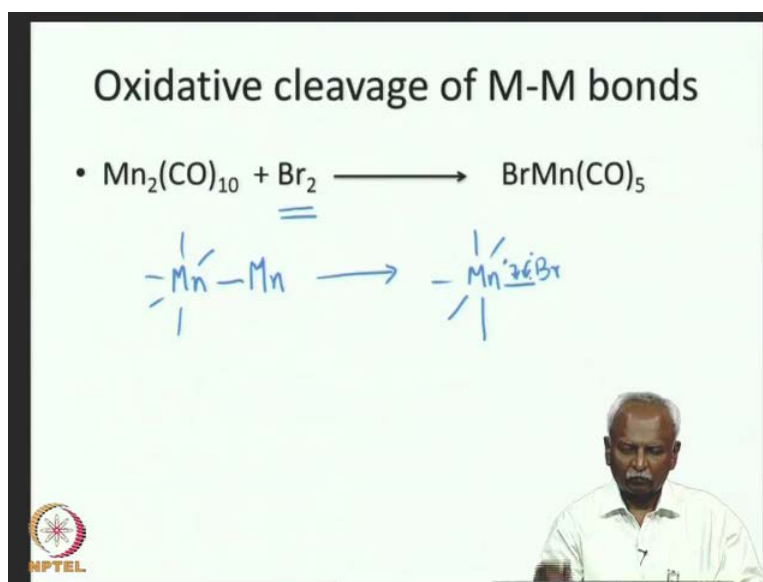 Oxidative cleavage of M-M bonds
• Mn₂(CO)₁₀ + Br₂ ⟶ BrMn(CO)₅
Mn - Mn ⟶ Mn Br
NPTEL